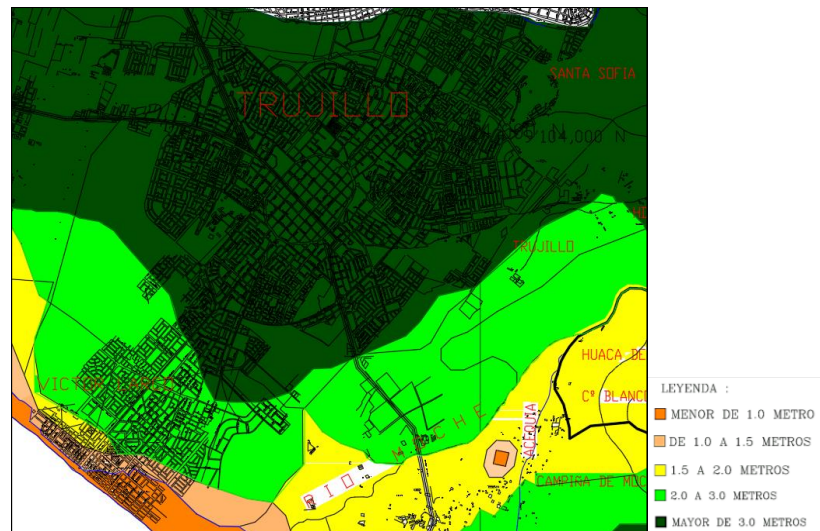 SANTA SOFIA
TRUJILLO
9 104,000 N
TRUJILLO
HUACA DE
VICTOR LARCO
Cº BLANCO
RIO MOCHE
ACEQUIA
CAMPIÑA DE MOC
LEYENDA :
MENOR DE 1.0 METRO
DE 1.0 A 1.5 METROS
1.5 A 2.0 METROS
2.0 A 3.0 METROS
MAYOR DE 3.0 METROS